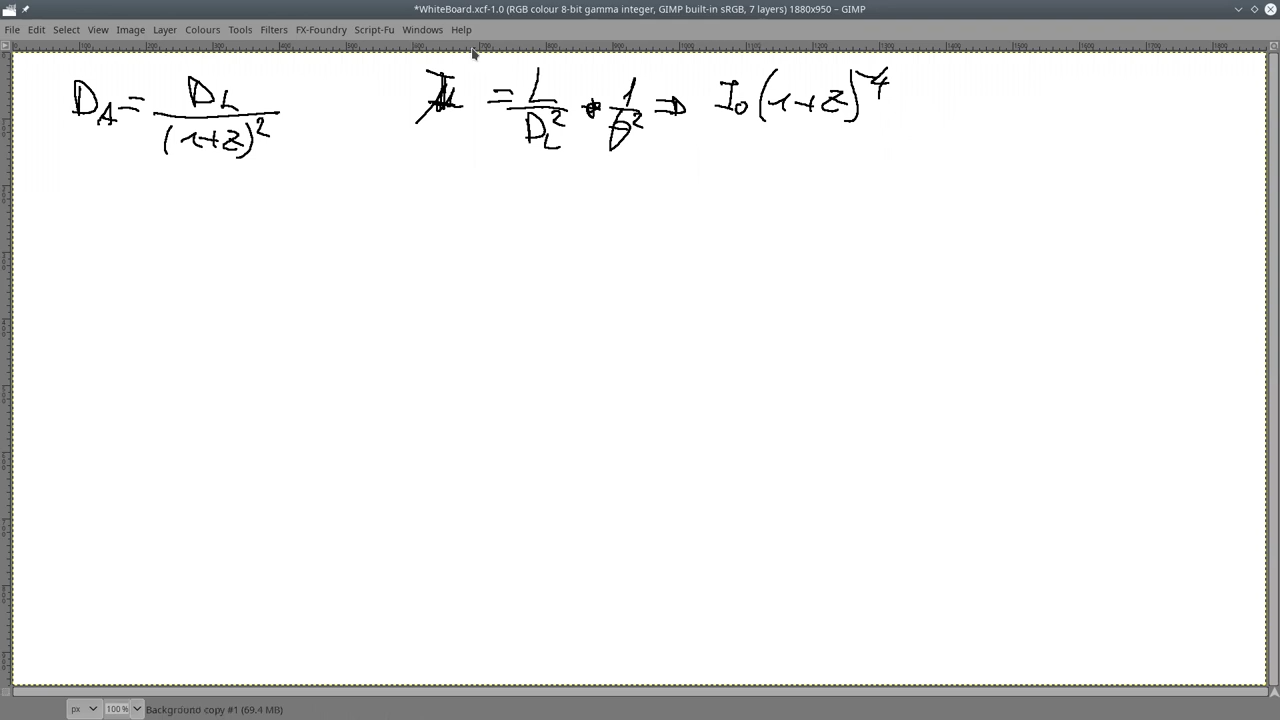 *WhiteBoard.xcf-1.0 (RGB colour 8-bit gamma integer, GIMP built-in sRGB, 7 layers) 1880x950 – GIMP
File Edit Select View Image Layer Colours Tools Filters FX-Foundry Script-Fu Windows Help
D_A = D_L / (1+z)^2
= L / D_L^2 * 1 / θ^2 ⇒ I_0 (1+z)^-4
px 100% Background copy #1 (69.4 MB)